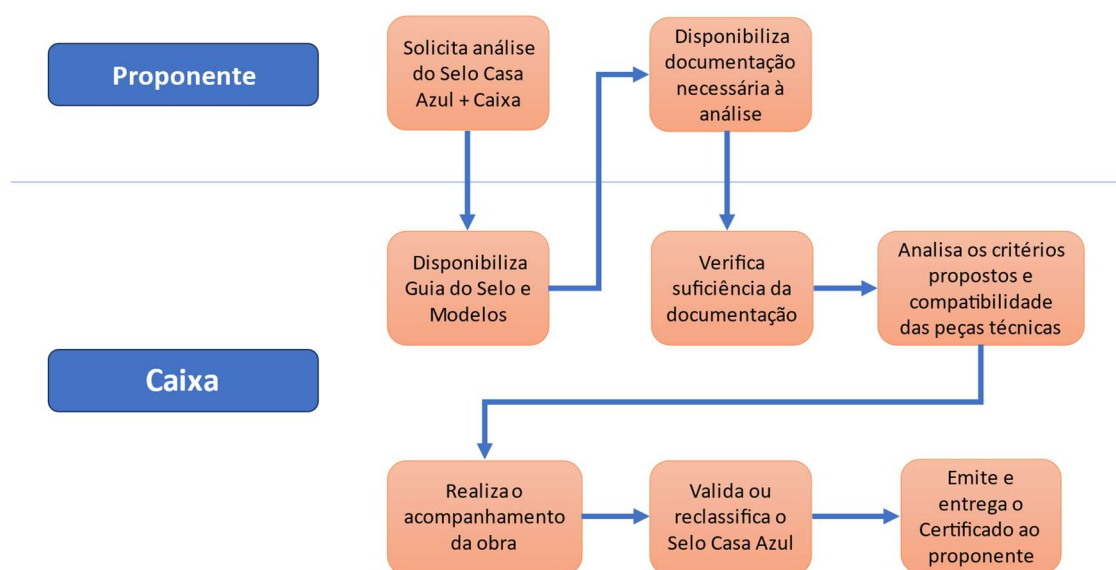 Proponente
Solicita análise
do Selo Casa
Azul + Caixa
Disponibiliza
documentação
necessária à
análise
Caixa
Disponibiliza
Guia do Selo e
Modelos
Verifica
suficiência da
documentação
Analisa os critérios
propostos e
compatibilidade
das peças técnicas
Realiza o
acompanhamento
da obra
Valida ou
reclassifica o
Selo Casa Azul
Emite e
entrega o
Certificado ao
proponente